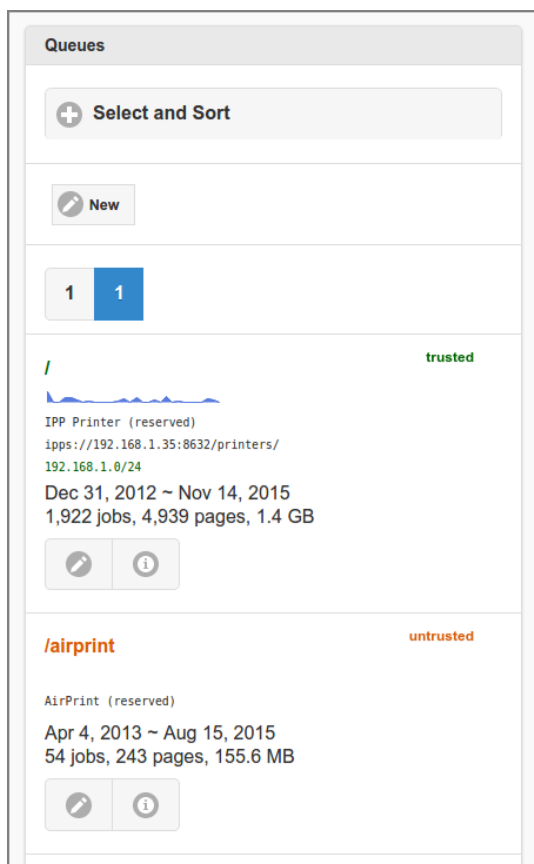 Queues
Select and Sort
New
1 1
/ trusted
IPP Printer (reserved)
ipps://192.168.1.35:8632/printers/
192.168.1.0/24
Dec 31, 2012 ~ Nov 14, 2015
1,922 jobs, 4,939 pages, 1.4 GB
/airprint untrusted
AirPrint (reserved)
Apr 4, 2013 ~ Aug 15, 2015
54 jobs, 243 pages, 155.6 MB